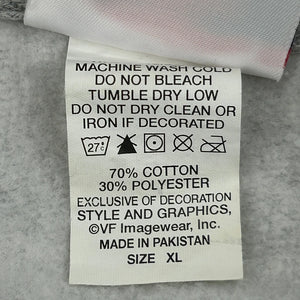 MACHINE WASH COLD
DO NOT BLEACH
TUMBLE DRY LOW
DO NOT DRY CLEAN OR
IRON IF DECORATED
27°C
70% COTTON
30% POLYESTER
EXCLUSIVE OF DECORATION
STYLE AND GRAPHICS,
©VF Imagewear, Inc.
MADE IN PAKISTAN
SIZE XL